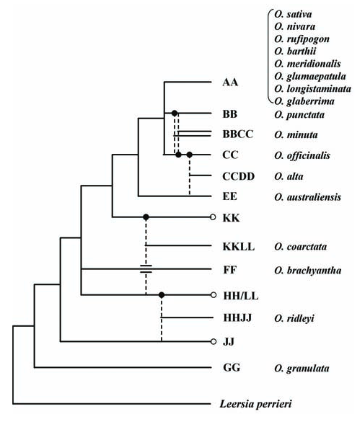 O. sativa
O. nivara
O. rufipogon
O. barthii
O. meridionalis
O. glumaepatula
O. longistaminata
O. glaberrima
AA
BB O. punctata
BBCC O. minuta
CC O. officinalis
CCDD O. alta
EE O. australiensis
KK
KKLL O. coarctata
FF O. brachyantha
HH/LL
HHJJ O. ridleyi
JJ
GG O. granulata
Leersia perrieri